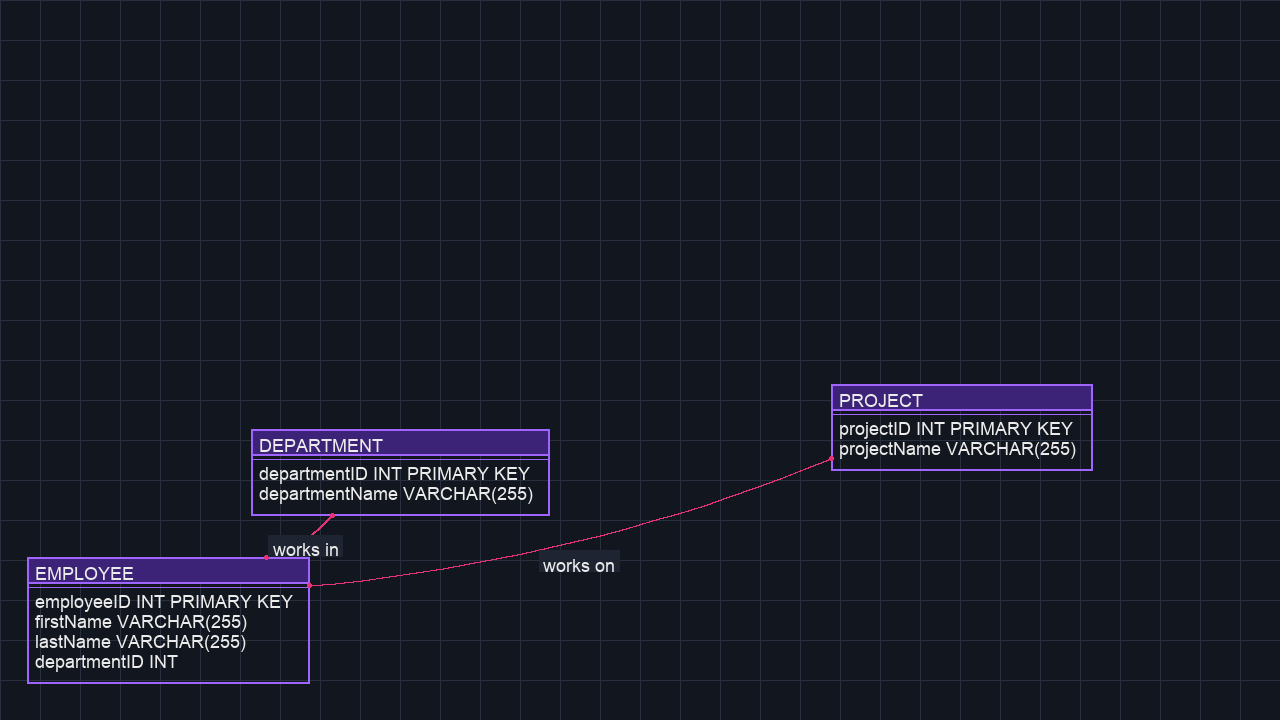 PROJECT
projectID INT PRIMARY KEY
projectName VARCHAR(255)
DEPARTMENT
departmentID INT PRIMARY KEY
departmentName VARCHAR(255)
works in
works on
EMPLOYEE
employeeID INT PRIMARY KEY
firstName VARCHAR(255)
lastName VARCHAR(255)
departmentID INT